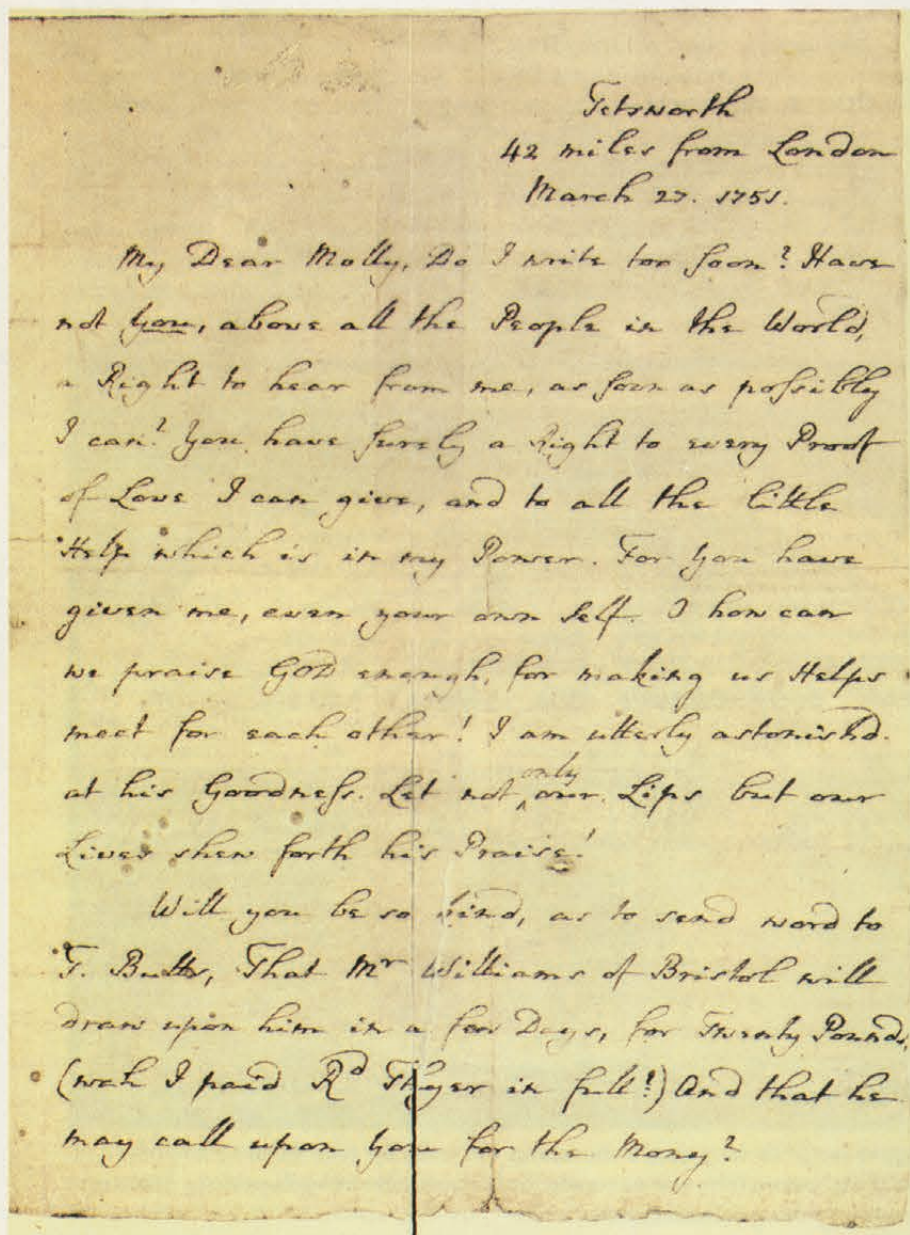 Tetsworth
42 miles from London
March 27. 1751.
My Dear Molly, Do I write too soon? Have
not you, above all the People in the World,
a Right to hear from me, as soon as possibly
I can? You have surely a Right to every Proof
of Love I can give, and to all the little
Help which is in my Power. For you have
given me, even your own Self. O how can
we praise God enough, for making us Helps
meet for each other! I am utterly astonish'd
at his Goodness. Let not only our Lips but our
Lives shew forth his Praise!
Will you be so kind, as to send word to
T. Butts, That Mr Williams of Bristol will
draw upon him in a few Days, for Twenty Pounds,
(wch I paid Rd Thyer in full?) And that he
may call upon you for the Money?